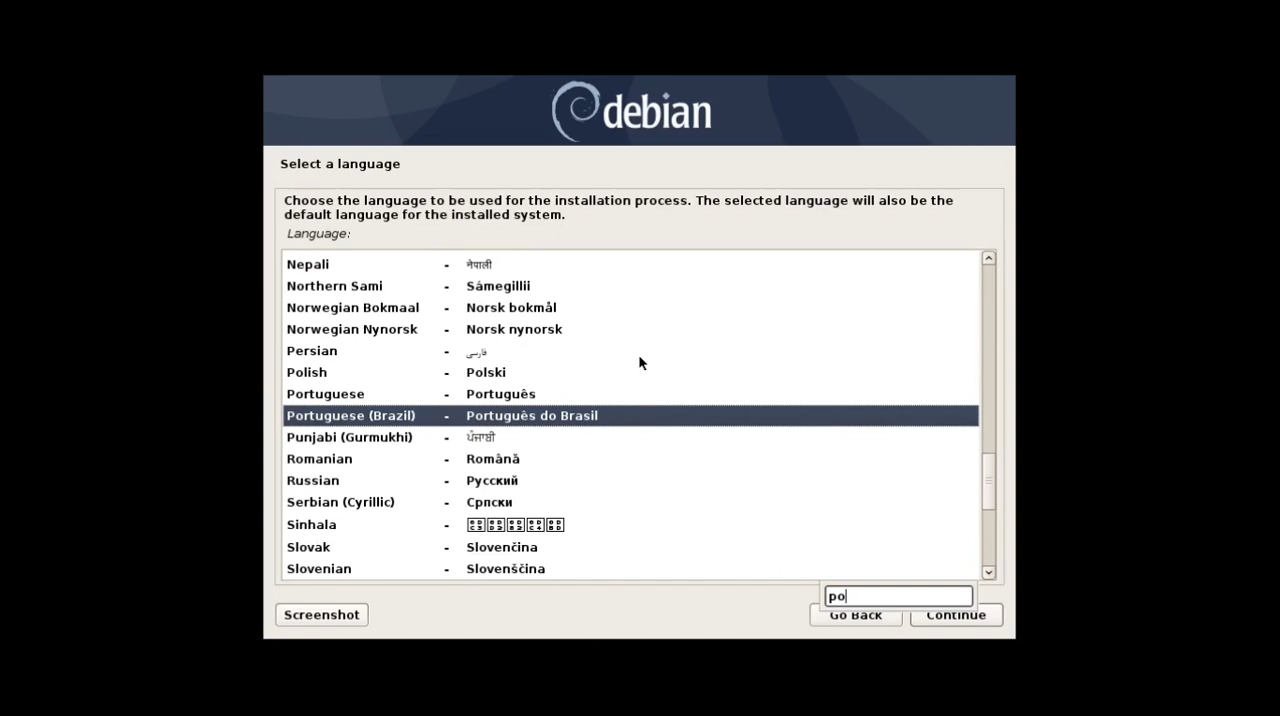 debian
Select a language
Choose the language to be used for the installation process. The selected language will also be the
default language for the installed system.
Language:
Nepali - नेपाली
Northern Sami - Sámegillii
Norwegian Bokmaal - Norsk bokmål
Norwegian Nynorsk - Norsk nynorsk
Persian - فارسی
Polish - Polski
Portuguese - Português
Portuguese (Brazil) - Português do Brasil
Punjabi (Gurmukhi) - ਪੰਜਾਬੀ
Romanian - Română
Russian - Русский
Serbian (Cyrillic) - Српски
Sinhala -
Slovak - Slovenčina
Slovenian - Slovenščina
po
Screenshot
Go Back
Continue